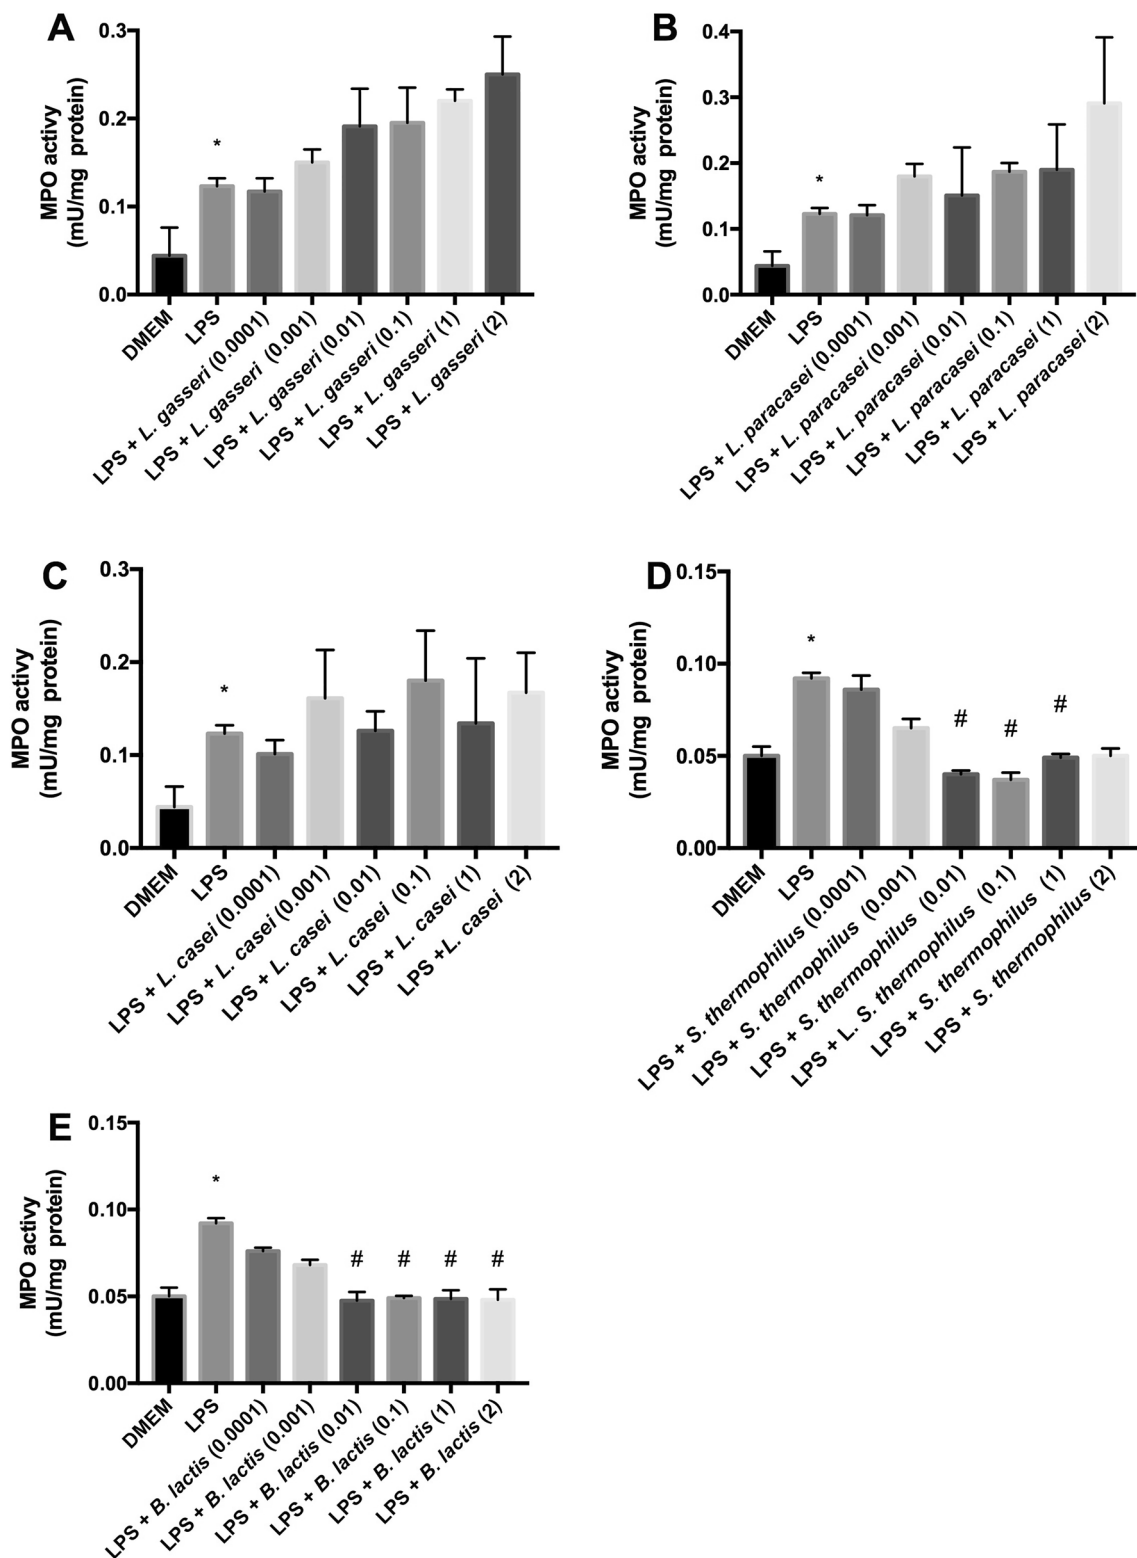 A
MPO activy
(mU/mg protein)
0.3
0.2
0.1
0.0
*
DMEM
LPS
LPS + L. gasseri (0.0001)
LPS + L. gasseri (0.001)
LPS + L. gasseri (0.01)
LPS + L. gasseri (0.1)
LPS + L. gasseri (1)
LPS + L. gasseri (2)
B
MPO activy
(mU/mg protein)
0.4
0.3
0.2
0.1
0.0
*
DMEM
LPS
LPS + L. paracasei (0.0001)
LPS + L. paracasei (0.001)
LPS + L. paracasei (0.01)
LPS + L. paracasei (0.1)
LPS + L. paracasei (1)
LPS + L. paracasei (2)
C
MPO activy
(mU/mg protein)
0.3
0.2
0.1
0.0
*
DMEM
LPS
LPS + L. casei (0.0001)
LPS + L. casei (0.001)
LPS + L. casei (0.01)
LPS + L. casei (0.1)
LPS + L. casei (1)
LPS +L. casei (2)
D
MPO activy
(mU/mg protein)
0.15
0.10
0.05
0.00
*
#
#
#
DMEM
LPS
LPS + S. thermophilus (0.0001)
LPS + S. thermophilus (0.001)
LPS + S. thermophilus (0.01)
LPS + L. S. thermophilus (0.1)
LPS + S. thermophilus (1)
LPS + S. thermophilus (2)
E
MPO activy
(mU/mg protein)
0.15
0.10
0.05
0.00
*
#
#
#
#
DMEM
LPS
LPS + B. lactis (0.0001)
LPS + B. lactis (0.001)
LPS + B. lactis (0.01)
LPS + B. lactis (0.1)
LPS + B. lactis (1)
LPS + B. lactis (2)